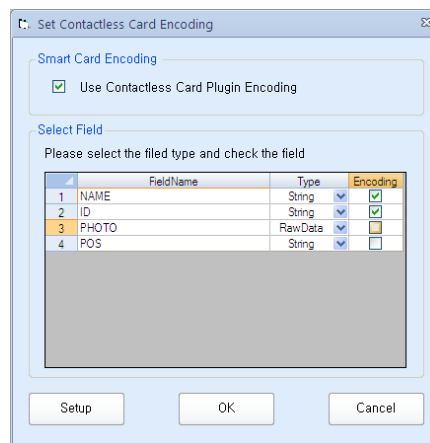 Set Contactless Card Encoding
Smart Card Encoding
Use Contactless Card Plugin Encoding
Select Field
Please select the filed type and check the field
FieldName Type Encoding
1 NAME String
2 ID String
3 PHOTO RawData
4 POS String
Setup OK Cancel